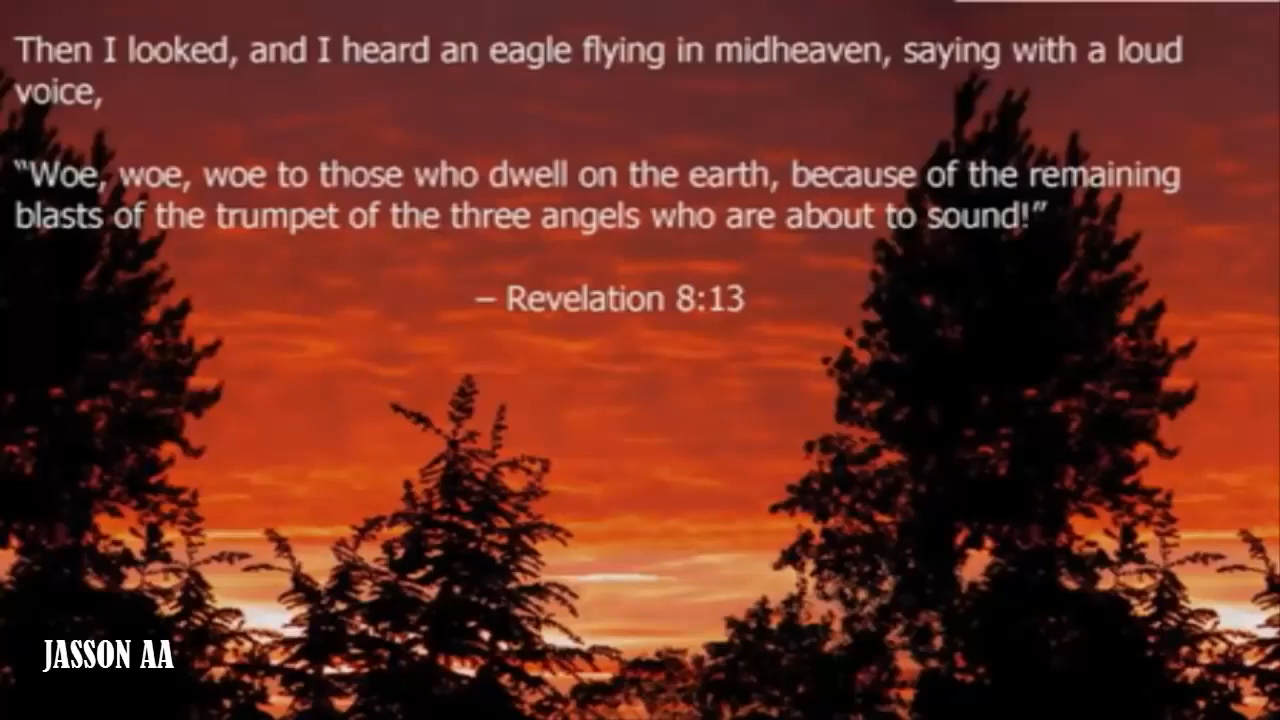 Then I looked, and I heard an eagle flying in midheaven, saying with a loud
voice,
“Woe, woe, woe to those who dwell on the earth, because of the remaining
blasts of the trumpet of the three angels who are about to sound!”
– Revelation 8:13
JASSON AA